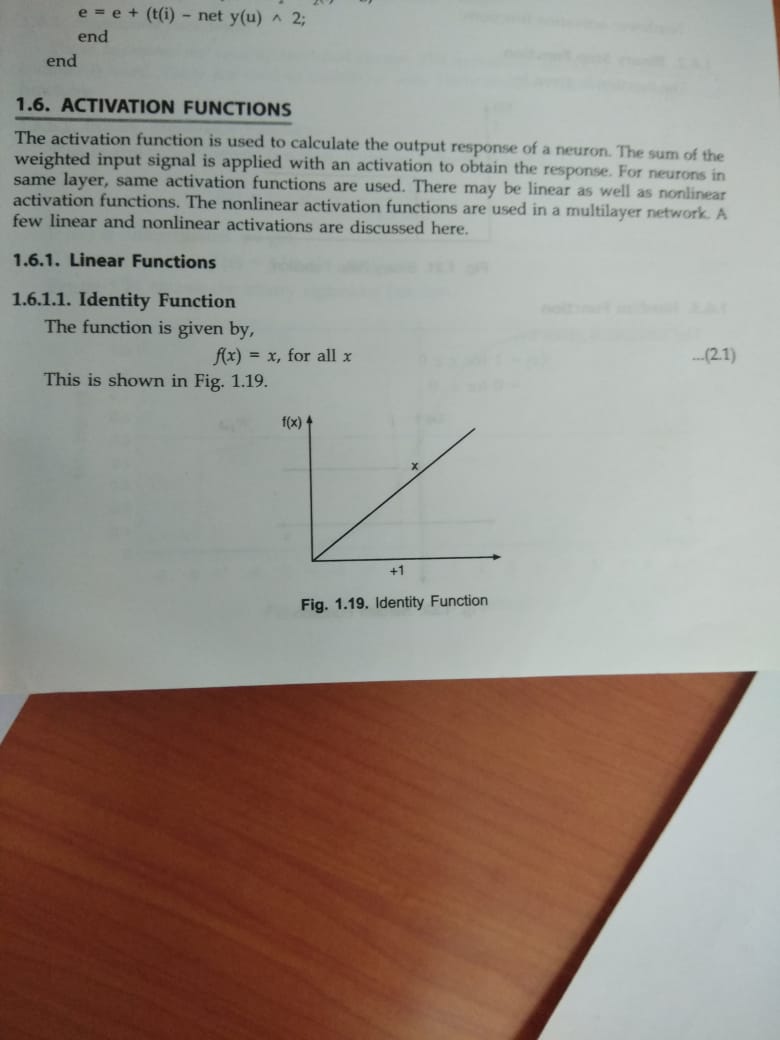 e = e + (t(i) – net y(u) ^ 2;
end
end
1.6. ACTIVATION FUNCTIONS
The activation function is used to calculate the output response of a neuron. The sum of the
weighted input signal is applied with an activation to obtain the response. For neurons in
same layer, same activation functions are used. There may be linear as well as nonlinear
activation functions. The nonlinear activation functions are used in a multilayer network. A
few linear and nonlinear activations are discussed here.
1.6.1. Linear Functions
1.6.1.1. Identity Function
The function is given by,
f(x) = x, for all x ...(2.1)
This is shown in Fig. 1.19.
f(x)
x
+1
Fig. 1.19. Identity Function